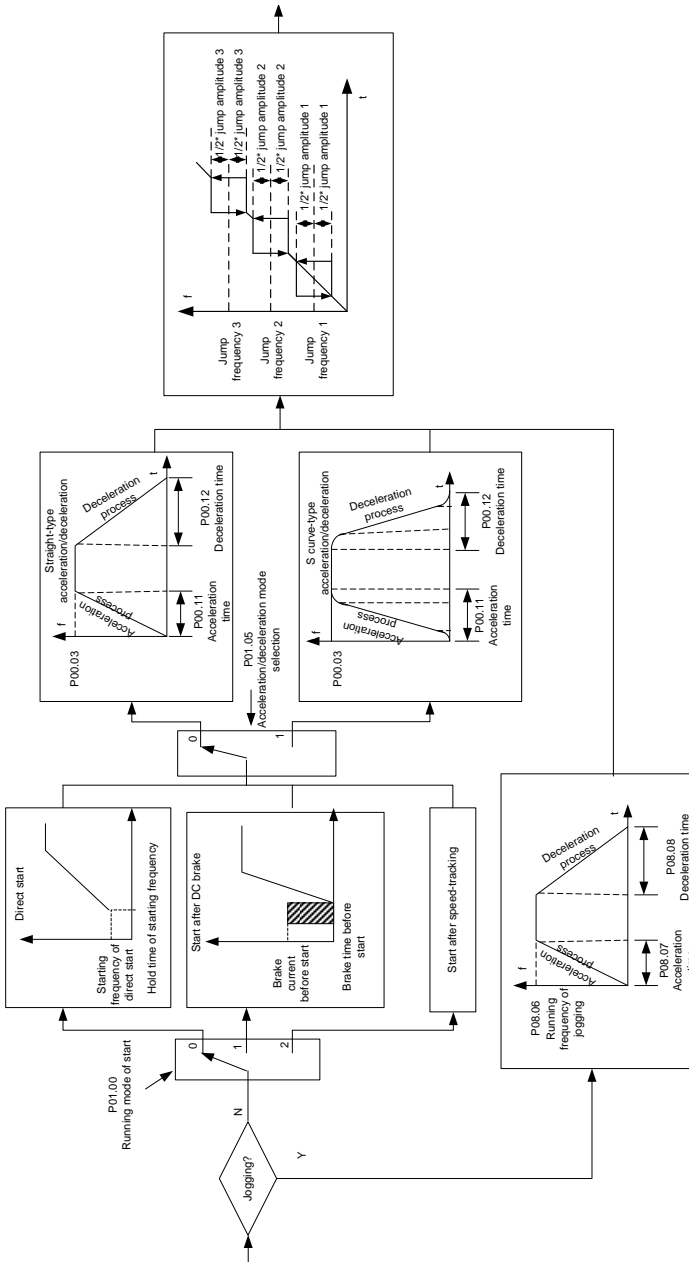 Jogging?
N
Y
P01.00
Running mode of start
0
1
2
Direct start
Starting
frequency of
direct start
Hold time of starting frequency
Start after DC brake
Brake
current
before start
Brake time before
start
Start after speed-tracking
P01.05
Acceleration/deceleration mode
selection
0
1
Straight-type
acceleration/deceleration
f
P00.03
Acceleration
process
Deceleration
process
t
P00.11
Acceleration
time
P00.12
Deceleration time
S curve-type
acceleration/deceleration
f
P00.03
Acceleration
process
Deceleration
process
t
P00.11
Acceleration
time
P00.12
Deceleration time
f
P08.06
Running
frequency of
jogging
Acceleration
process
Deceleration
process
t
P08.07
Acceleration
P08.08
Deceleration time
f
Jump
frequency 3
Jump
frequency 2
Jump
frequency 1
1/2* jump amplitude 3
1/2* jump amplitude 3
1/2* jump amplitude 2
1/2* jump amplitude 2
1/2* jump amplitude 1
1/2* jump amplitude 1
t